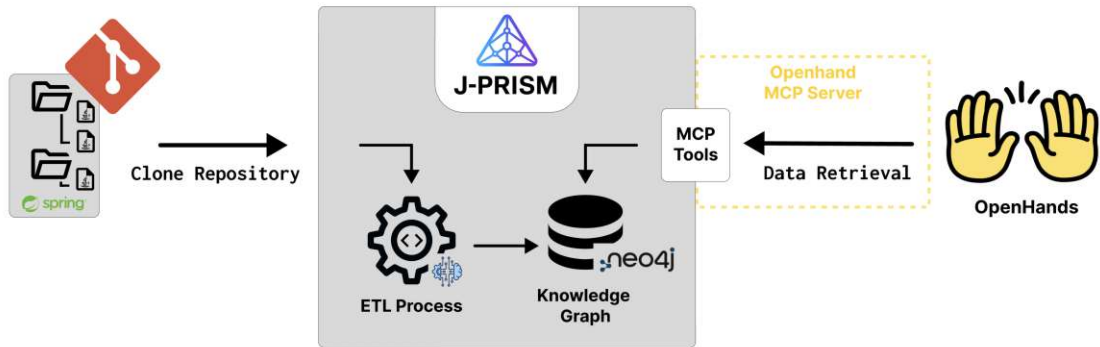 J-PRISM
Openhand
MCP Server
MCP
Tools
Clone Repository
Data Retrieval
spring
OpenHands
neo4j
ETL Process
Knowledge
Graph